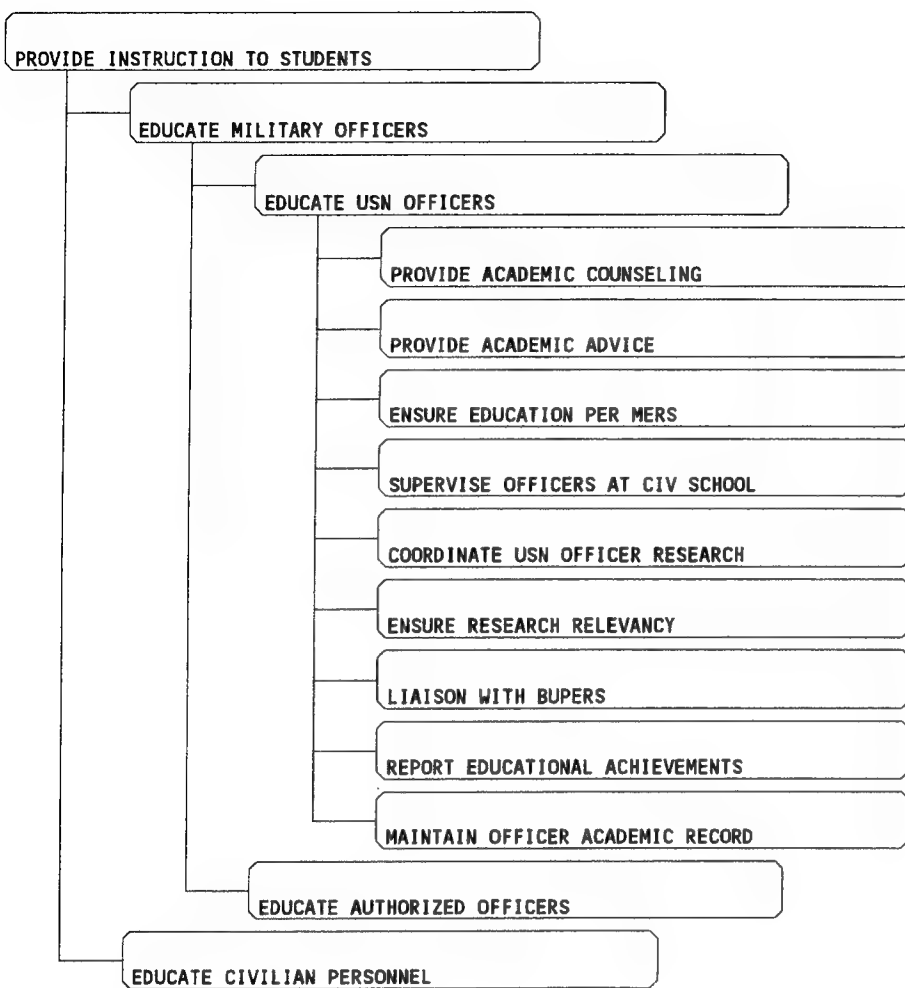 PROVIDE INSTRUCTION TO STUDENTS
EDUCATE MILITARY OFFICERS
EDUCATE USN OFFICERS
PROVIDE ACADEMIC COUNSELING
PROVIDE ACADEMIC ADVICE
ENSURE EDUCATION PER MERS
SUPERVISE OFFICERS AT CIV SCHOOL
COORDINATE USN OFFICER RESEARCH
ENSURE RESEARCH RELEVANCY
LIAISON WITH BUPERS
REPORT EDUCATIONAL ACHIEVEMENTS
MAINTAIN OFFICER ACADEMIC RECORD
EDUCATE AUTHORIZED OFFICERS
EDUCATE CIVILIAN PERSONNEL